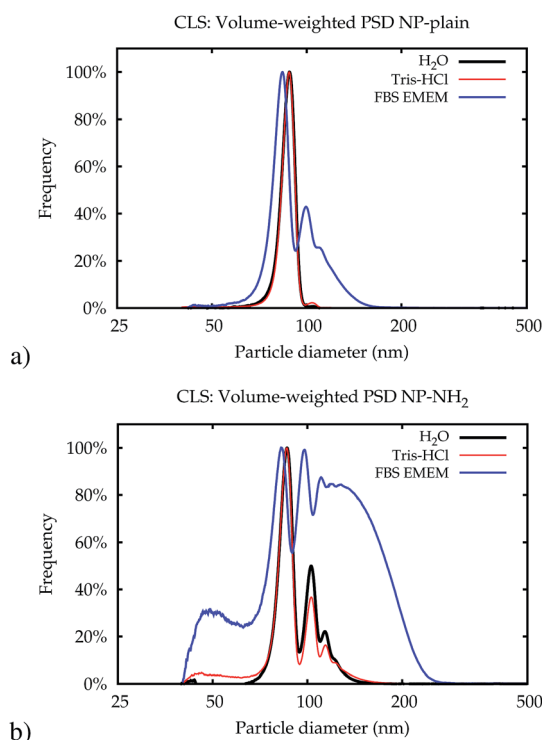 CLS: Volume-weighted PSD NP-plain
H₂O
Tris-HCl
FBS EMEM
100%
80%
60%
40%
20%
0%
Frequency
25 50 100 200 500
Particle diameter (nm)
a)
CLS: Volume-weighted PSD NP-NH₂
H₂O
Tris-HCl
FBS EMEM
100%
80%
60%
40%
20%
0%
Frequency
25 50 100 200 500
Particle diameter (nm)
b)